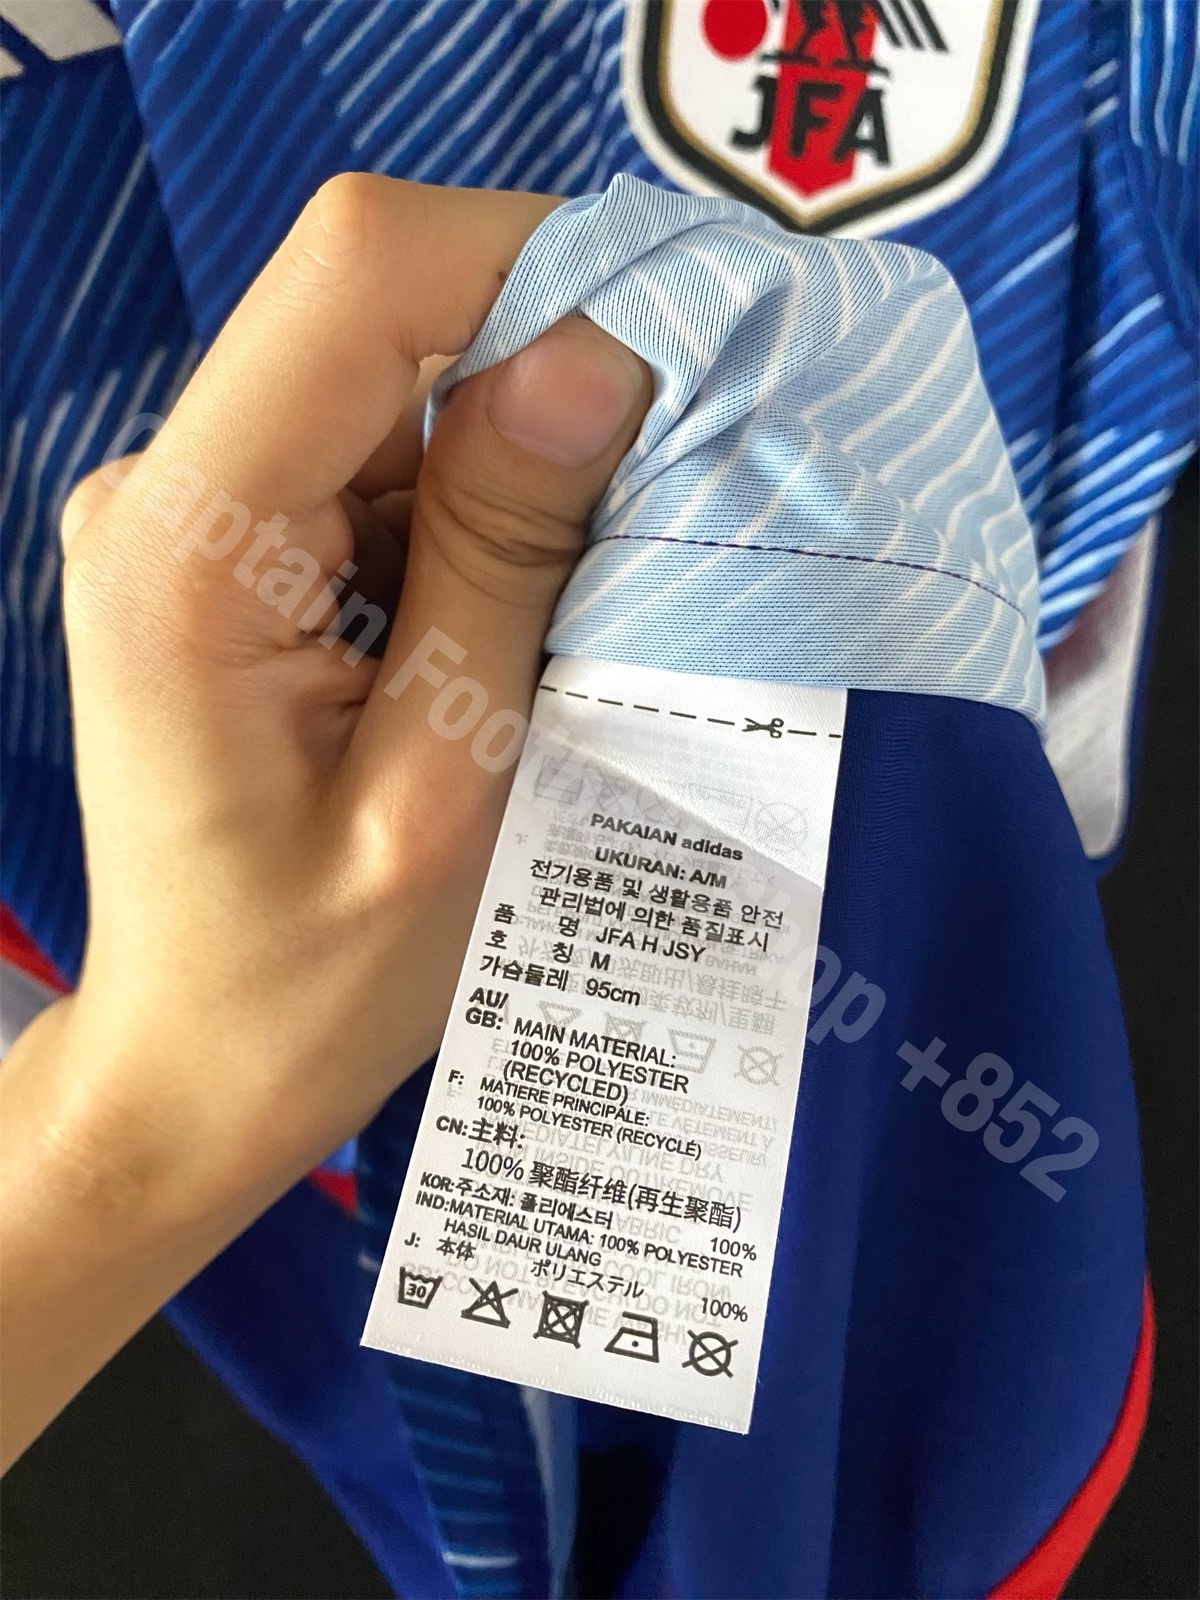 JFA
Captain Foot shop +852
PAKAIAN adidas
UKURAN: A/M
전기용품 및 생활용품 안전
관리법에 의한 품질표시
품 명 JFA H JSY
호 칭 M
가슴둘레 95cm
AU/
GB: MAIN MATERIAL:
100% POLYESTER
(RECYCLED)
F: MATIERE PRINCIPALE:
100% POLYESTER (RECYCLÉ)
CN:主料:
100% 聚酯纤维(再生聚酯)
KOR:주소재: 폴리에스터 100%
IND:MATERIAL UTAMA: 100% POLYESTER
HASIL DAUR ULANG
J: 本体
ポリエステル 100%
30